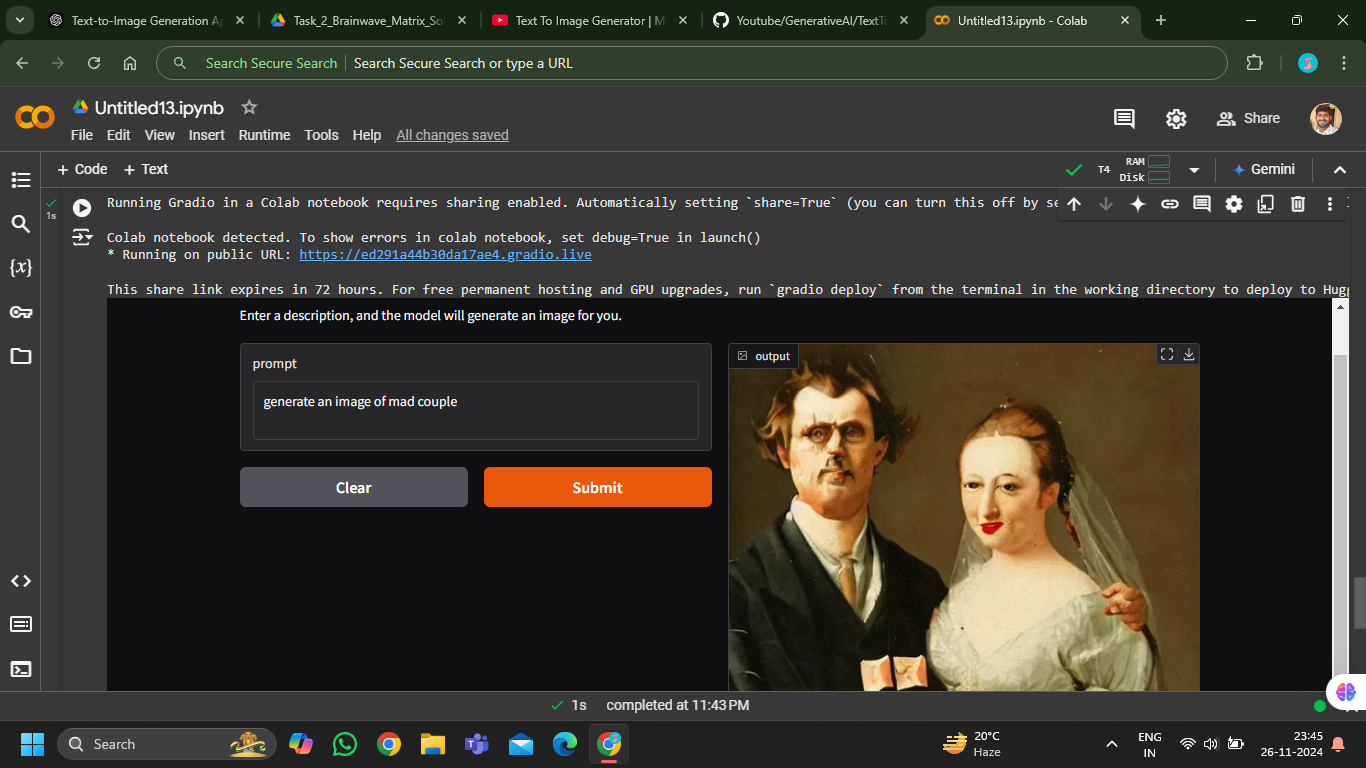 Text-to-Image Generation Ap
Task_2_Brainwave_Matrix_Sol
Text To Image Generator | M
Youtube/GenerativeAI/TextTo
Untitled13.ipynb - Colab
Search Secure Search
Search Secure Search or type a URL
Untitled13.ipynb
File Edit View Insert Runtime Tools Help All changes saved
Share
+ Code + Text
T4 RAM
Disk
Gemini
1s
Running Gradio in a Colab notebook requires sharing enabled. Automatically setting `share=True` (you can turn this off by se
Colab notebook detected. To show errors in colab notebook, set debug=True in launch()
* Running on public URL: https://ed291a44b30da17ae4.gradio.live
This share link expires in 72 hours. For free permanent hosting and GPU upgrades, run `gradio deploy` from the terminal in the working directory to deploy to Hugg
Enter a description, and the model will generate an image for you.
prompt
generate an image of mad couple
Clear
Submit
output
1s completed at 11:43 PM
Search
20°C
Haze
ENG
IN
23:45
26-11-2024